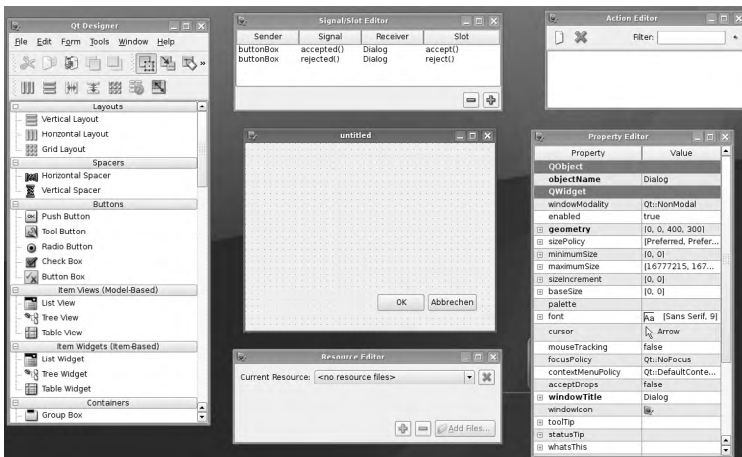 Qt Designer
File Edit Form Tools Window Help
Layouts
Vertical Layout
Horizontal Layout
Grid Layout
Spacers
Horizontal Spacer
Vertical Spacer
Buttons
Push Button
Tool Button
Radio Button
Check Box
Button Box
Item Views (Model-Based)
List View
Tree View
Table View
Item Widgets (Item-Based)
List Widget
Tree Widget
Table Widget
Containers
Group Box
Signal/Slot Editor
Sender Signal Receiver Slot
buttonBox accepted() Dialog accept()
buttonBox rejected() Dialog reject()
untitled
OK Abbrechen
Resource Editor
Current Resource: <no resource files>
Add Files...
Action Editor
Filter:
Property Editor
Property Value
QObject
objectName Dialog
QWidget
windowModality Qt::NonModal
enabled true
geometry [0, 0, 400, 300]
sizePolicy [Preferred, Prefer...
minimumSize [0, 0]
maximumSize [16777215, 167...
sizeIncrement [0, 0]
baseSize [0, 0]
palette
font Aa [Sans Serif, 9]
cursor Arrow
mouseTracking false
focusPolicy Qt::NoFocus
contextMenuPolicy Qt::DefaultConte...
acceptDrops false
windowTitle Dialog
windowIcon
toolTip
statusTip
whatsThis